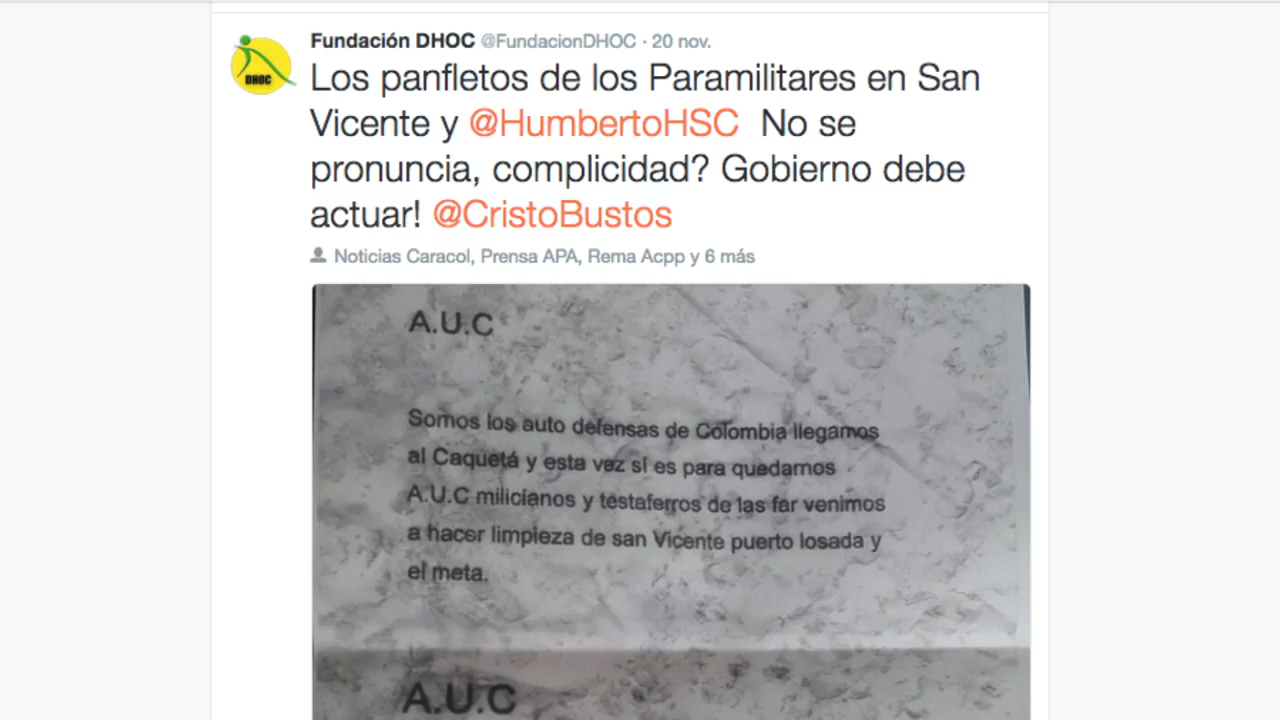 Fundación DHOC @FundacionDHOC · 20 nov.
DHOC
Los panfletos de los Paramilitares en San
Vicente y @HumbertoHSC No se
pronuncia, complicidad? Gobierno debe
actuar! @CristoBustos
Noticias Caracol, Prensa APA, Rema Acpp y 6 más
A.U.C
Somos los auto defensas de Colombia llegamos
al Caquetá y esta vez sí es para quedarnos
A.U.C milicianos y testaferros de las far venimos
a hacer limpieza de san Vicente puerto losada y
el meta.
A.U.C